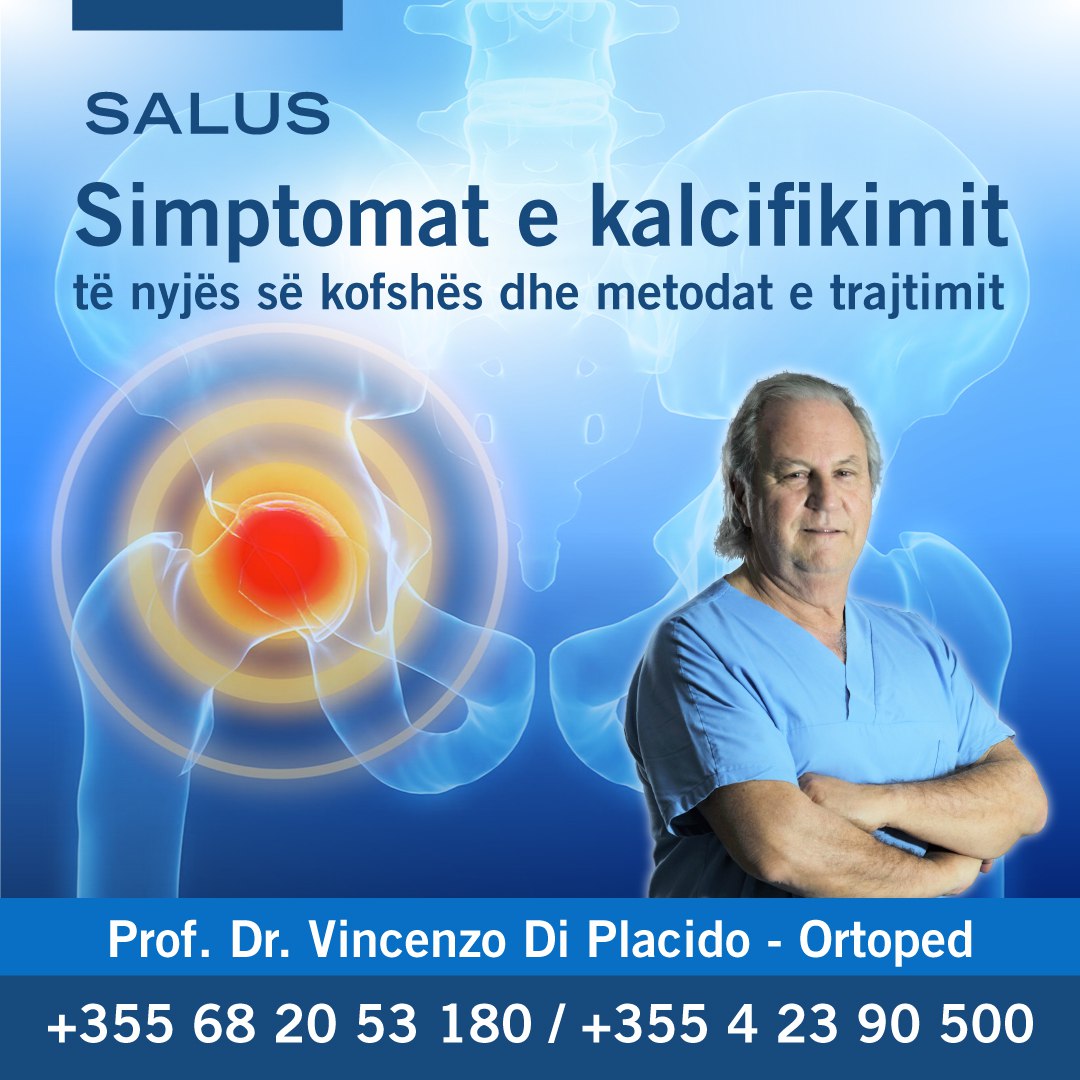 SALUS
Simptomat e kalcifikimit
të nyjës së kofshës dhe metodat e trajtimit
Prof. Dr. Vincenzo Di Placido - Ortoped
+355 68 20 53 180 / +355 4 23 90 500